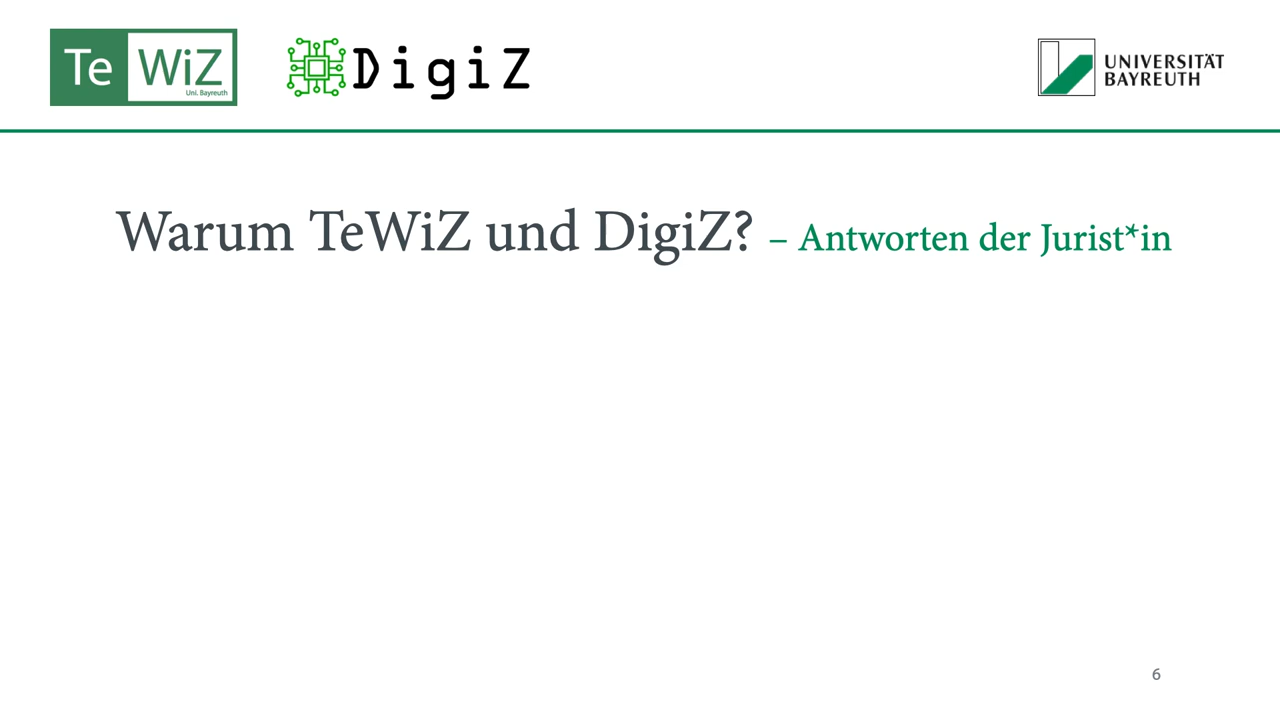 Te WiZ
Uni. Bayreuth
DigiZ
UNIVERSITÄT
BAYREUTH
Warum TeWiZ und DigiZ? – Antworten der Jurist*in
6